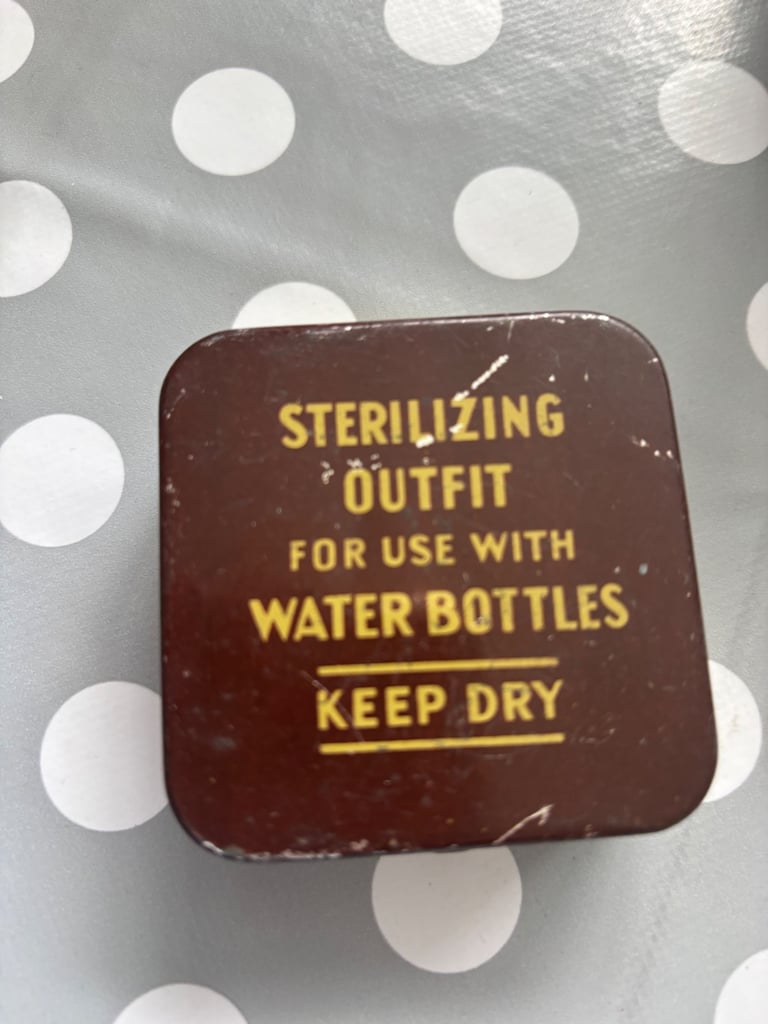 STERILIZING
OUTFIT
FOR USE WITH
WATER BOTTLES
KEEP DRY